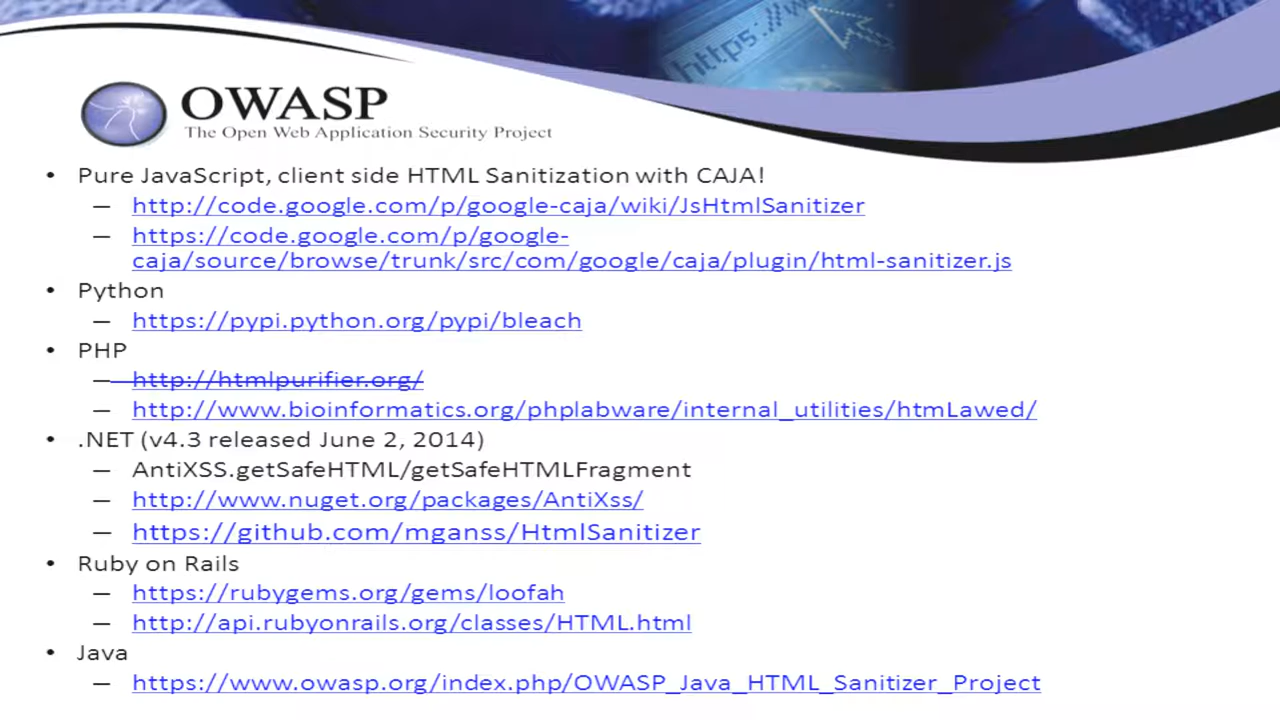 https://w
OWASP
The Open Web Application Security Project
• Pure JavaScript, client side HTML Sanitization with CAJA!
– http://code.google.com/p/google-caja/wiki/JsHtmlSanitizer
– https://code.google.com/p/google-
caja/source/browse/trunk/src/com/google/caja/plugin/html-sanitizer.js
• Python
– https://pypi.python.org/pypi/bleach
• PHP
– http://htmlpurifier.org/
– http://www.bioinformatics.org/phplabware/internal_utilities/htmLawed/
• .NET (v4.3 released June 2, 2014)
– AntiXSS.getSafeHTML/getSafeHTMLFragment
– http://www.nuget.org/packages/AntiXss/
– https://github.com/mganss/HtmlSanitizer
• Ruby on Rails
– https://rubygems.org/gems/loofah
– http://api.rubyonrails.org/classes/HTML.html
• Java
– https://www.owasp.org/index.php/OWASP_Java_HTML_Sanitizer_Project